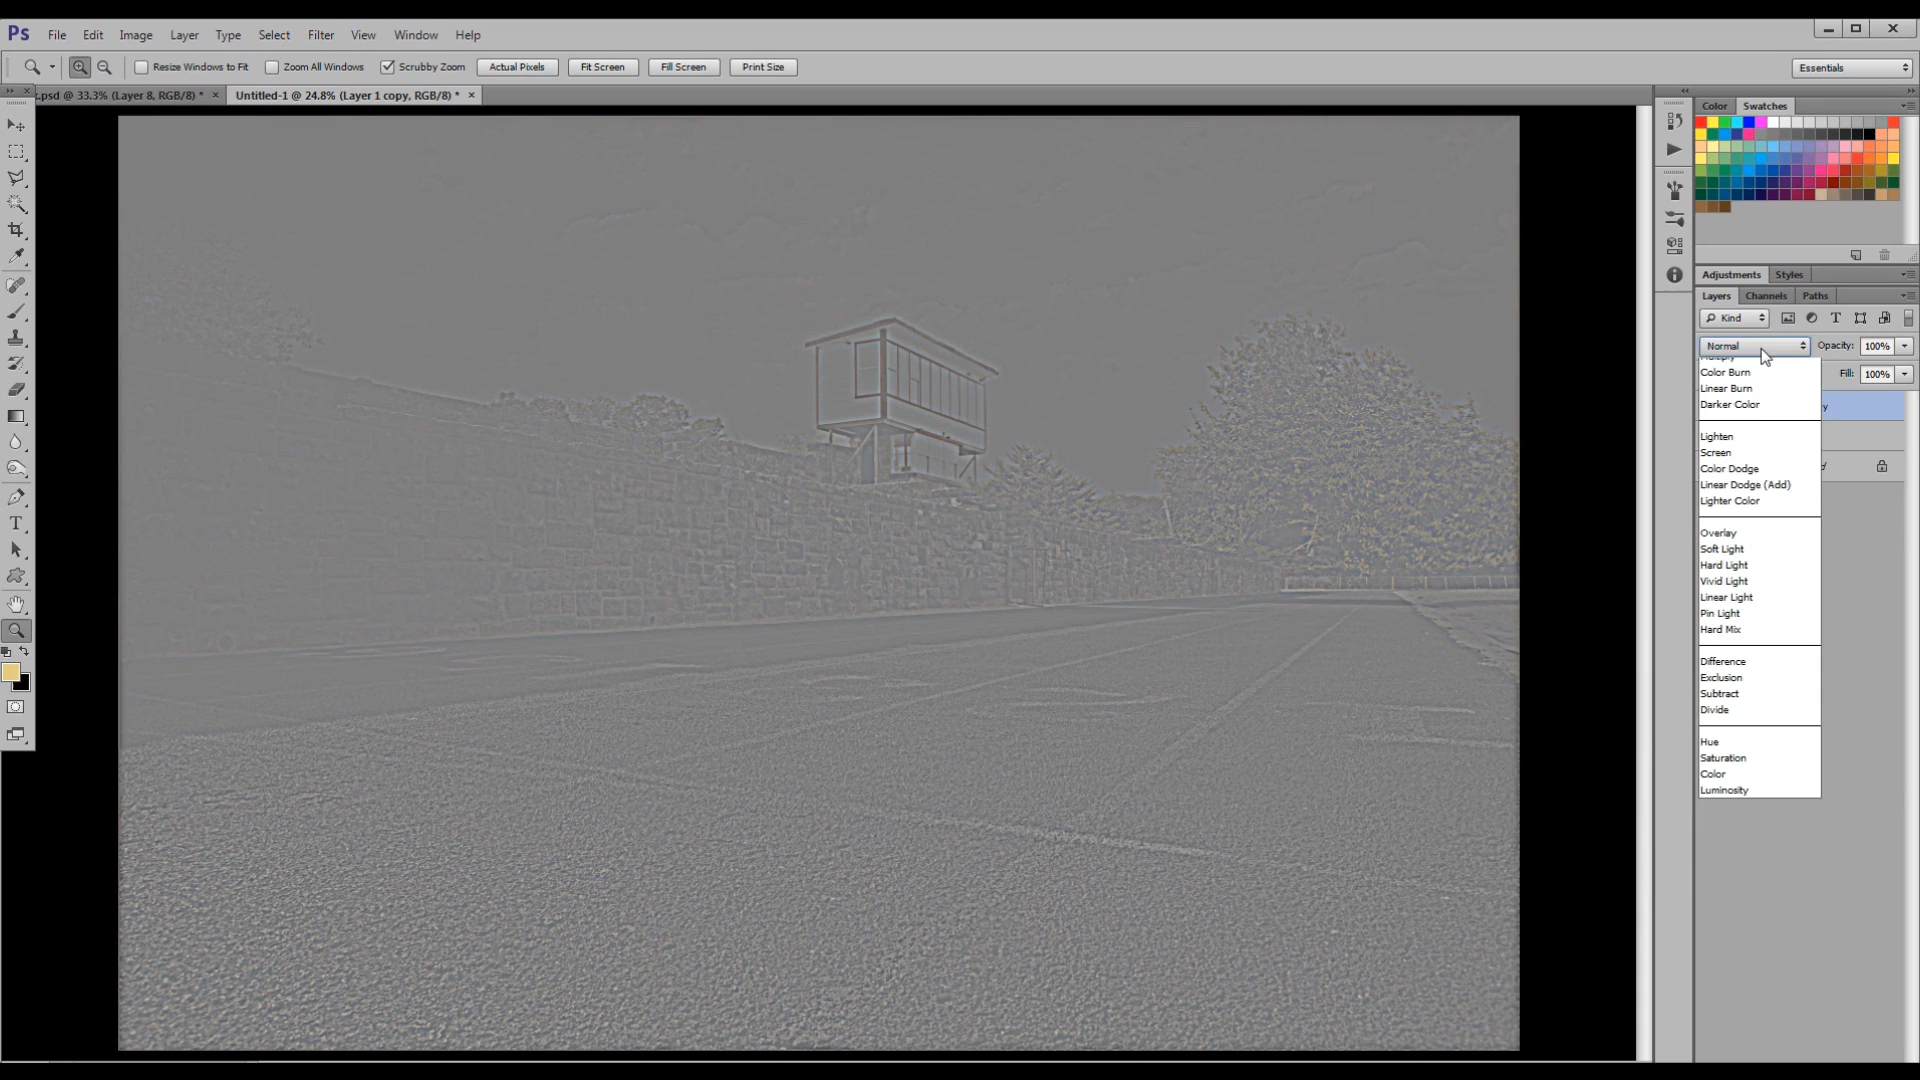 Ps File Edit Image Layer Type Select Filter View Window Help
Resize Windows to Fit Zoom All Windows Scrubby Zoom Actual Pixels Fit Screen Fill Screen Print Size Essentials
.psd @ 33.3% (Layer 8, RGB/8) * × Untitled-1 @ 24.8% (Layer 1 copy, RGB/8) * ×
Color Swatches
Adjustments Styles
Layers Channels Paths
Kind
Normal Opacity: 100%
Multiply
Color Burn Fill: 100%
Linear Burn
Darker Color
y
Lighten
Screen
Color Dodge
Linear Dodge (Add)
Lighter Color
Overlay
Soft Light
Hard Light
Vivid Light
Linear Light
Pin Light
Hard Mix
Difference
Exclusion
Subtract
Divide
Hue
Saturation
Color
Luminosity